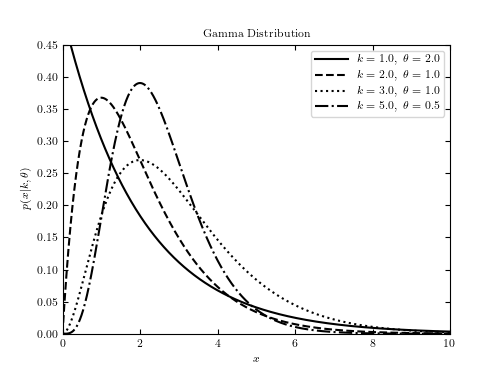 Gamma Distribution
0.45
0.40
0.35
0.30
0.25
0.20
0.15
0.10
0.05
0.00
p(x|k, θ)
k = 1.0, θ = 2.0
k = 2.0, θ = 1.0
k = 3.0, θ = 1.0
k = 5.0, θ = 0.5
0 2 4 6 8 10
x